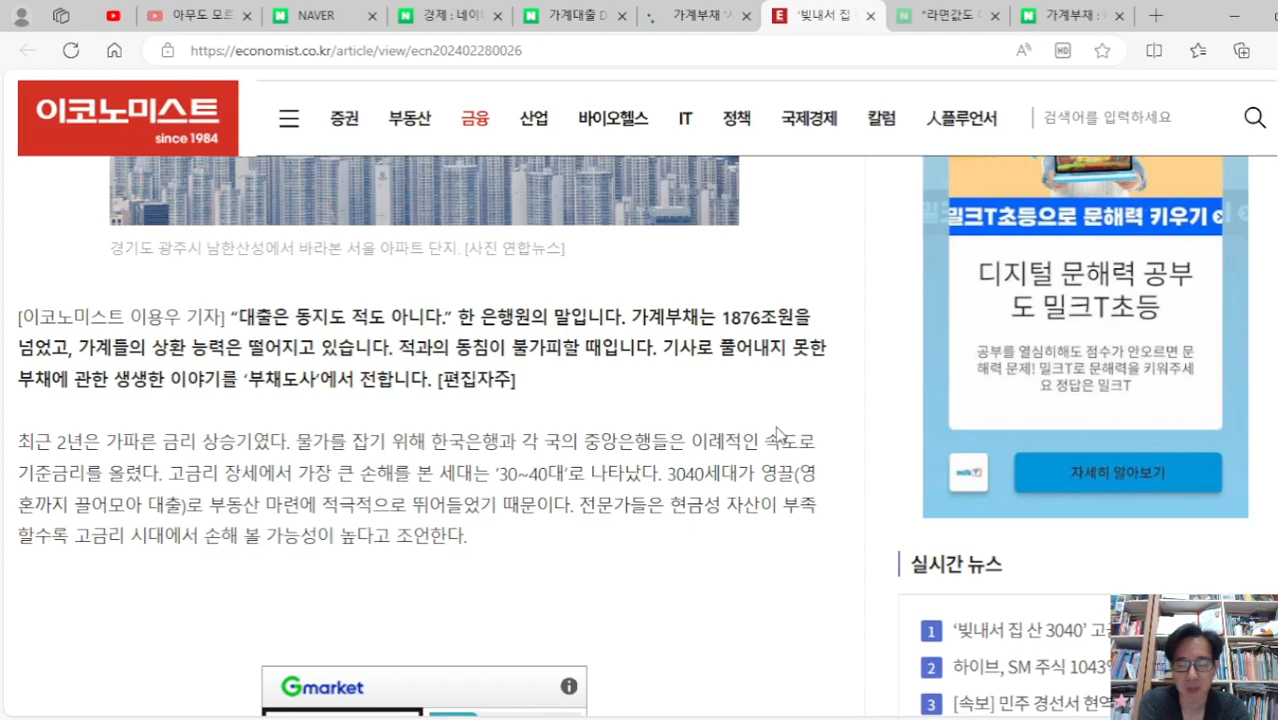 아무도 모르
NAVER
경제 : 네이
가계대출 D
가계부채 '
'빚내서 집
"라면값도
가계부채 :
https://economist.co.kr/article/view/ecn202402280026
이코노미스트
since 1984
증권 부동산 금융 산업 바이오헬스 IT 정책 국제경제 칼럼 人플루언서
검색어를 입력하세요
경기도 광주시 남한산성에서 바라본 서울 아파트 단지. [사진 연합뉴스]
[이코노미스트 이용우 기자] “대출은 동지도 적도 아니다.” 한 은행원의 말입니다. 가계부채는 1876조원을
넘었고, 가계들의 상환 능력은 떨어지고 있습니다. 적과의 동침이 불가피할 때입니다. 기사로 풀어내지 못한
부채에 관한 생생한 이야기를 ‘부채도사’에서 전합니다. [편집자주]
최근 2년은 가파른 금리 상승기였다. 물가를 잡기 위해 한국은행과 각 국의 중앙은행들은 이례적인 속도로
기준금리를 올렸다. 고금리 장세에서 가장 큰 손해를 본 세대는 ‘30~40대’로 나타났다. 3040세대가 영끌(영
혼까지 끌어모아 대출)로 부동산 마련에 적극적으로 뛰어들었기 때문이다. 전문가들은 현금성 자산이 부족
할수록 고금리 시대에서 손해 볼 가능성이 높다고 조언한다.
Gmarket
밀크T초등으로 문해력 키우기
디지털 문해력 공부
도 밀크T초등
공부를 열심히해도 점수가 안오르면 문
해력 문제! 밀크T로 문해력을 키워주세
요 정답은 밀크T
milkT
자세히 알아보기
실시간 뉴스
1 ‘빚내서 집 산 3040’
2 하이브, SM 주식 1043
3 [속보] 민주 경선서 현역